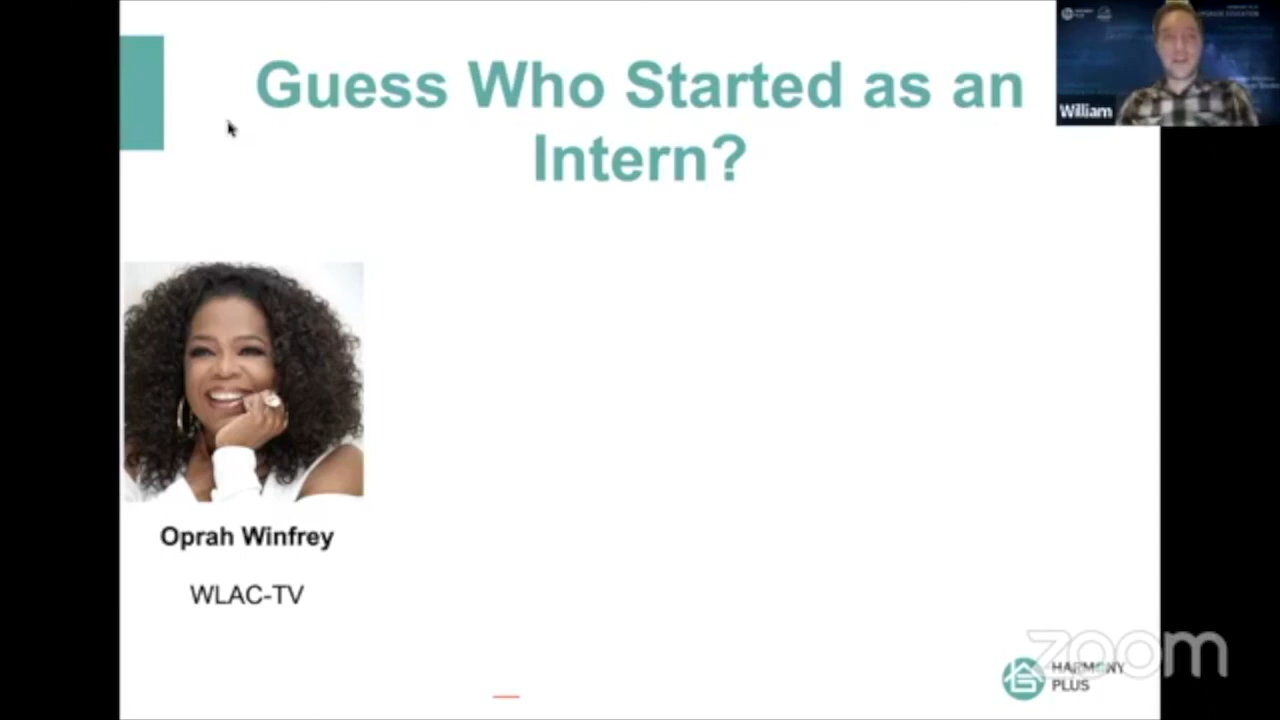 Guess Who Started as an
Intern?
William
Oprah Winfrey
WLAC-TV
zoom
HARMONY
PLUS